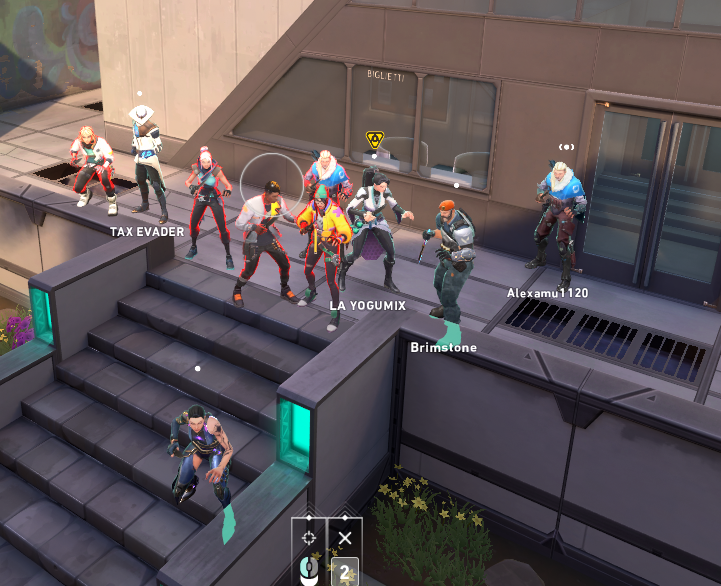 BIGLIETTI
TAX EVADER
Alexamu1120
LA YOGUMIX
Brimstone
2